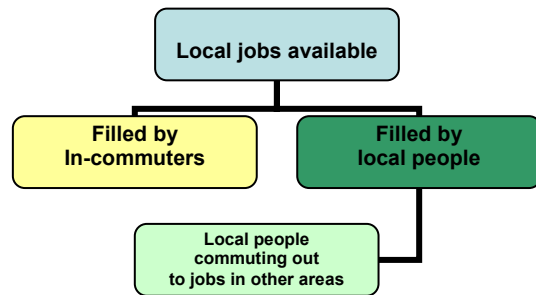 Local jobs available
Filled by
In-commuters
Filled by
local people
Local people
commuting out
to jobs in other areas